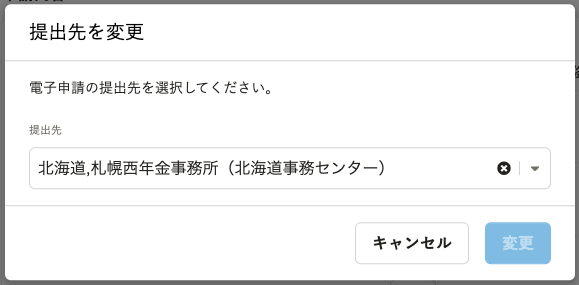 提出先を変更
電子申請の提出先を選択してください。
提出先
北海道,札幌西年金事務所（北海道事務センター）
キャンセル
変更